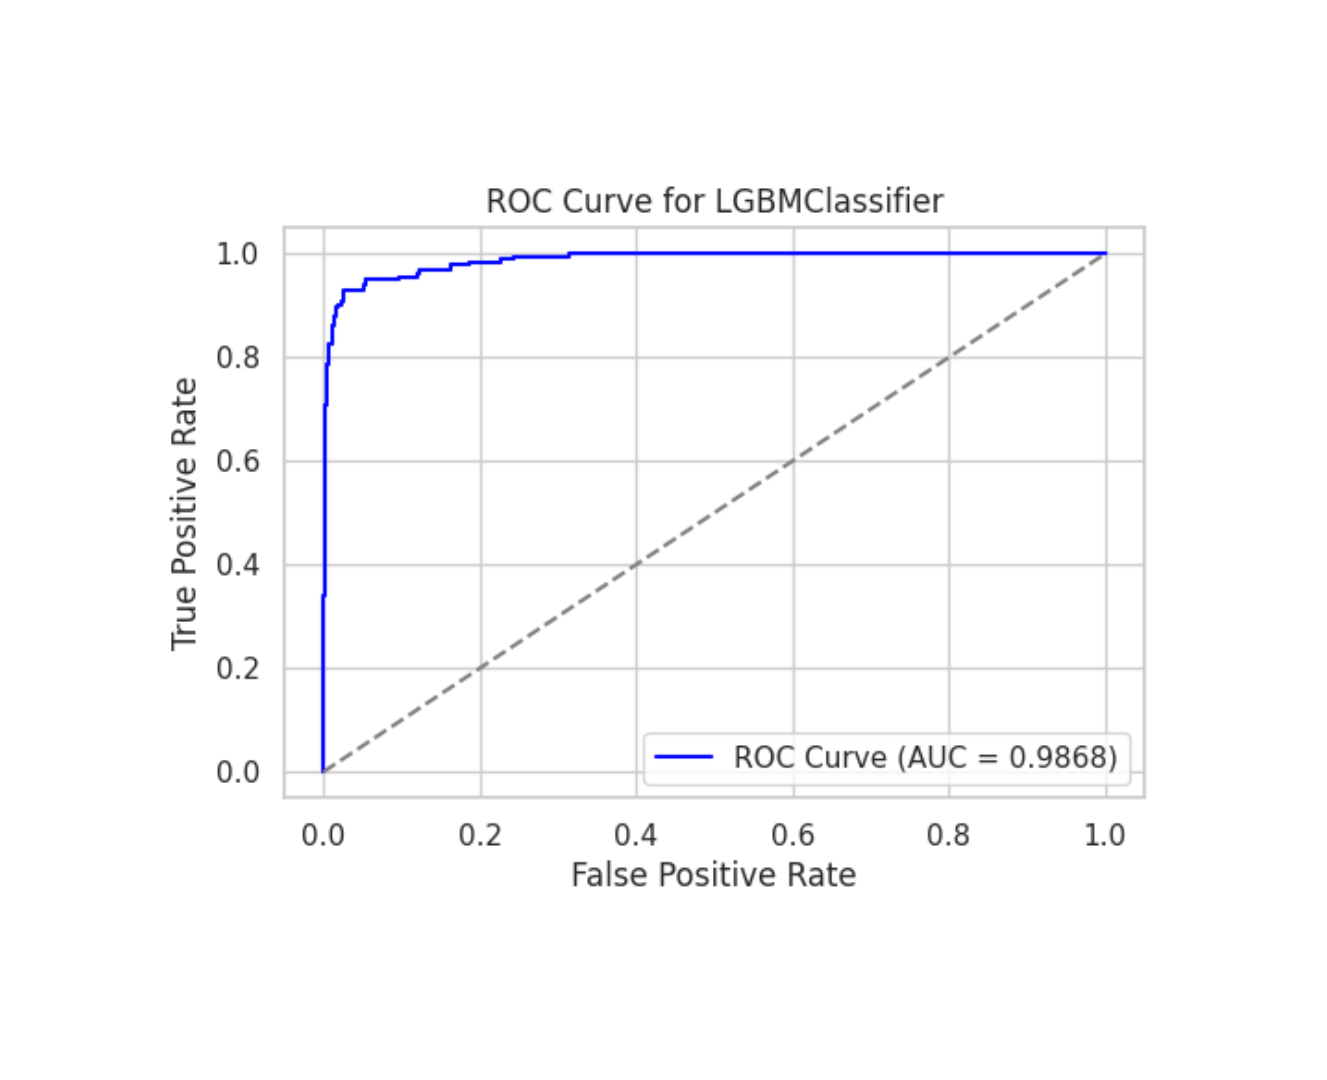 ROC Curve for LGBMClassifier
True Positive Rate
1.0
0.8
0.6
0.4
0.2
0.0
ROC Curve (AUC = 0.9868)
0.0 0.2 0.4 0.6 0.8 1.0
False Positive Rate